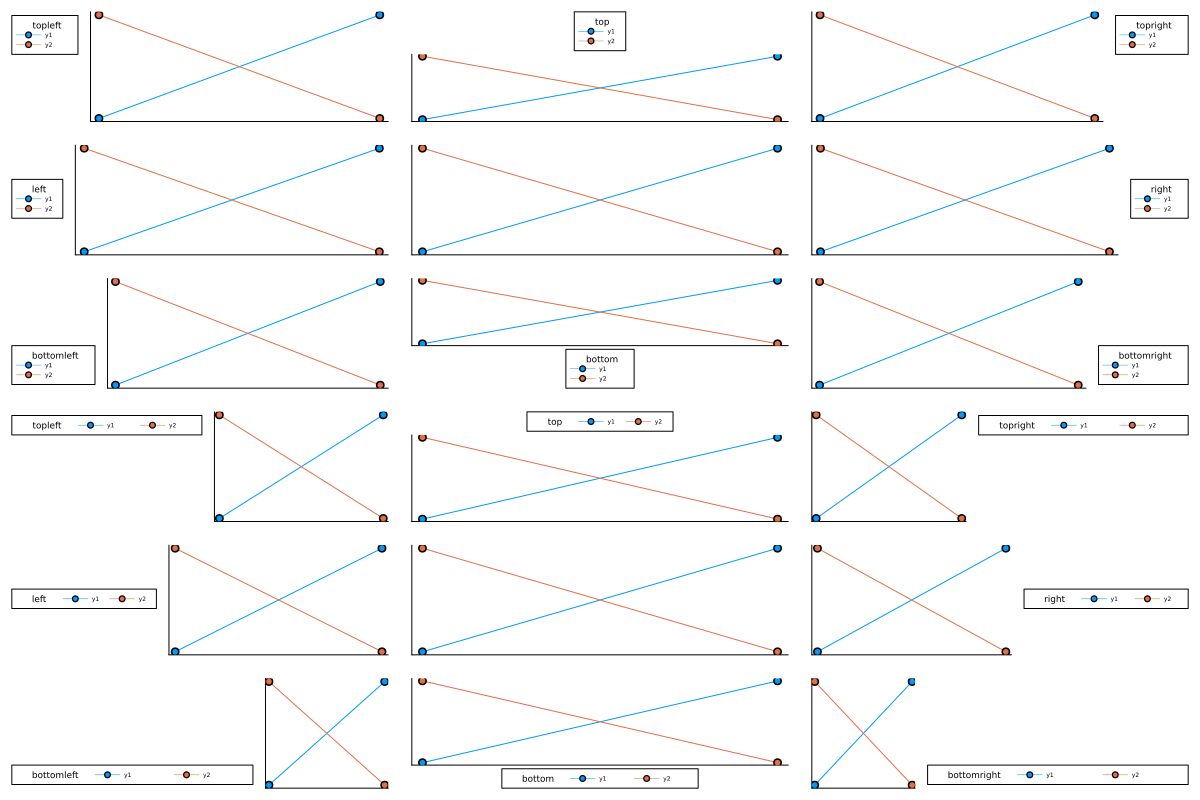 topleft
y1
y2
top
y1
y2
topright
y1
y2
left
y1
y2
right
y1
y2
bottomleft
y1
y2
bottom
y1
y2
bottomright
y1
y2
topleft y1 y2
top y1 y2
topright y1 y2
left y1 y2
right y1 y2
bottomleft y1 y2
bottom y1 y2
bottomright y1 y2